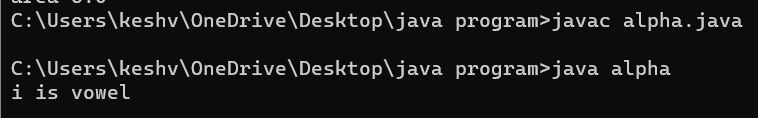 C:\Users\keshv\OneDrive\Desktop\java program>javac alpha.java
C:\Users\keshv\OneDrive\Desktop\java program>java alpha
i is vowel